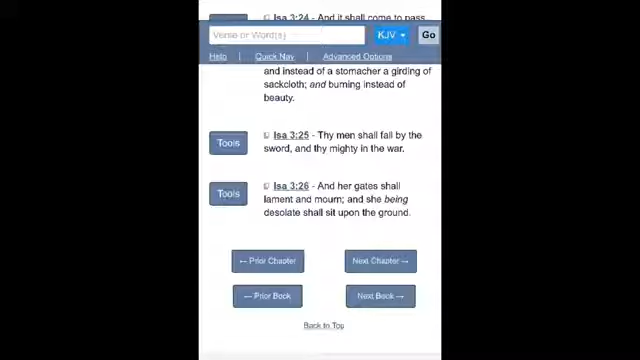 Isa 3:24 - And it shall come to pass,
Verse or Word(s)
KJV
Go
Help | Quick Nav | Advanced Options
and instead of a stomacher a girding of
sackcloth; and burning instead of
beauty.
Tools
Isa 3:25 - Thy men shall fall by the
sword, and thy mighty in the war.
Tools
Isa 3:26 - And her gates shall
lament and mourn; and she being
desolate shall sit upon the ground.
← Prior Chapter
Next Chapter →
← Prior Book
Next Book →
Back to Top